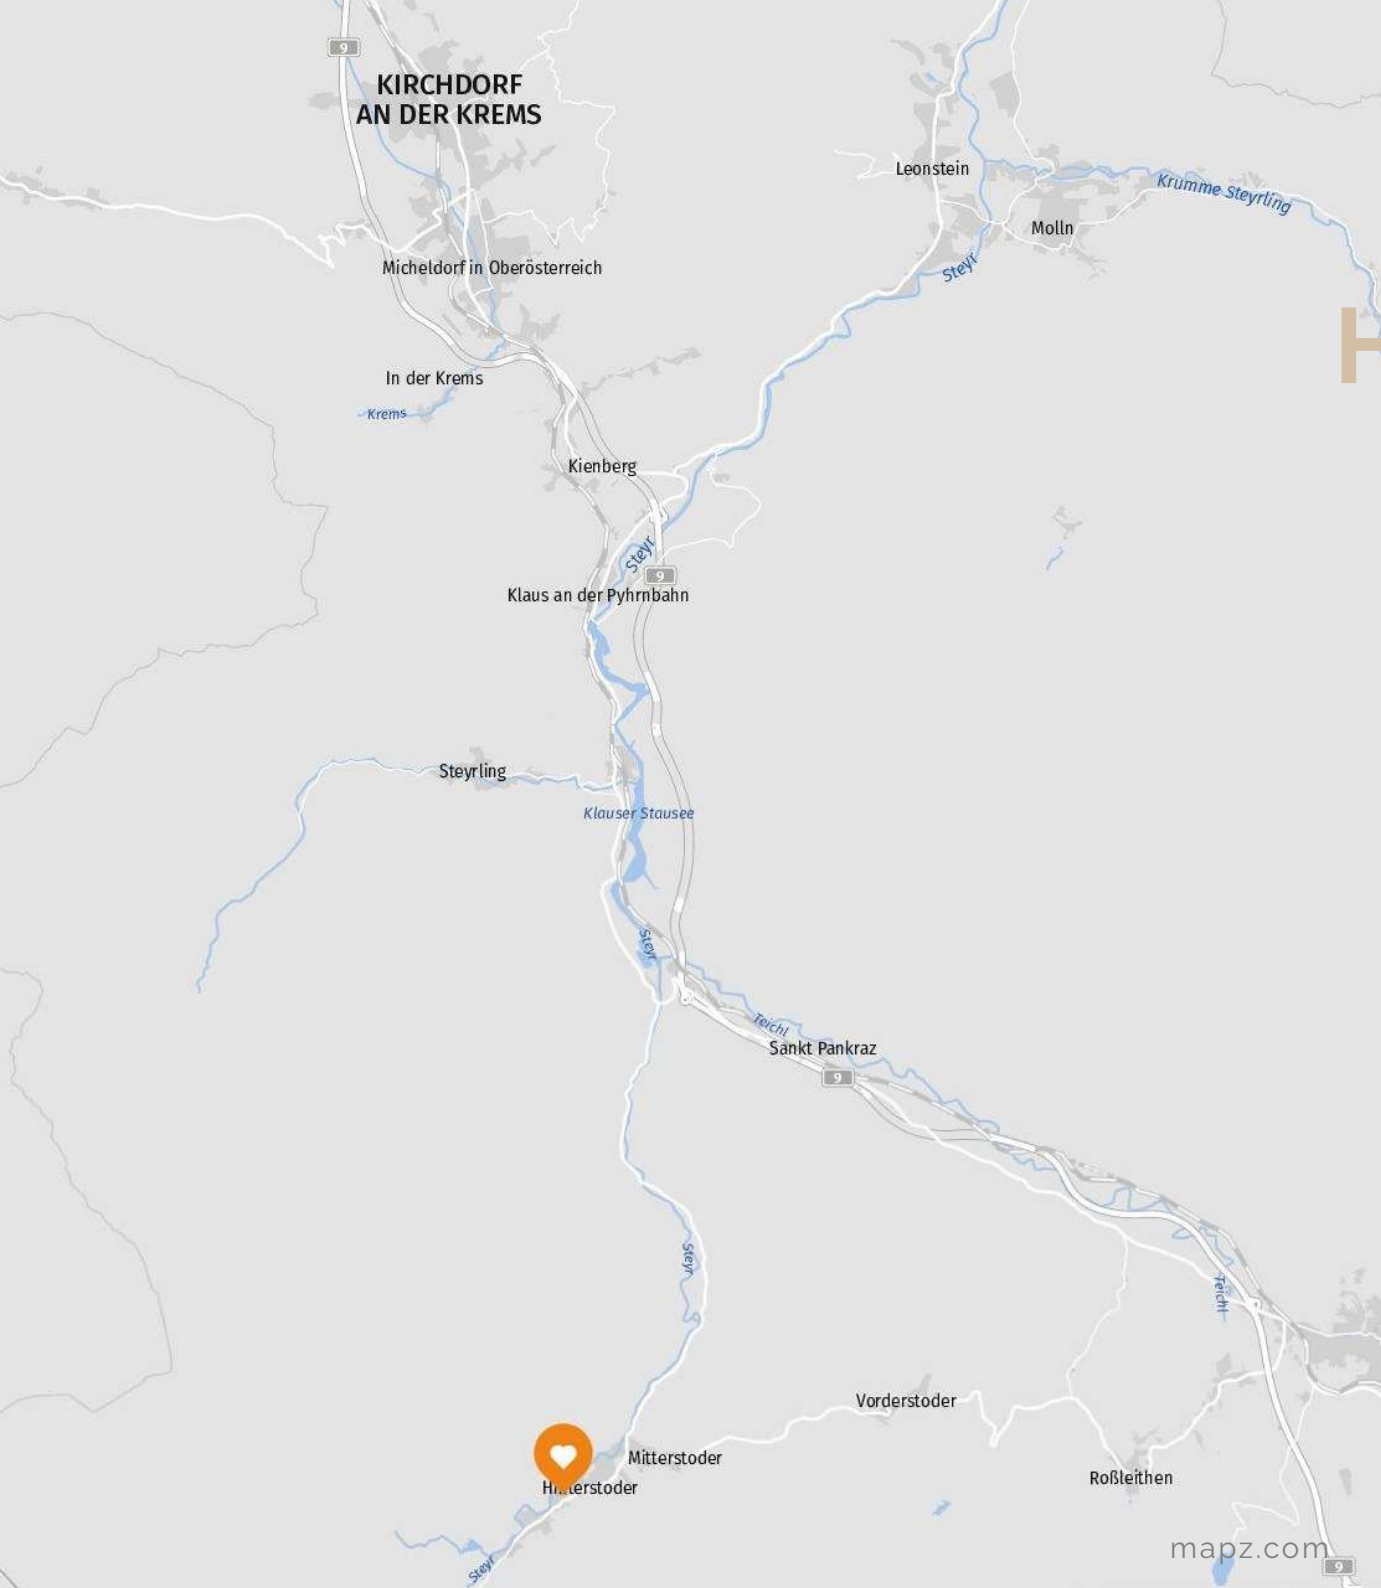 9
KIRCHDORF
AN DER KREMS
Leonstein
Krumme Steyrling
Molln
Micheldorf in Oberösterreich
Steyr
H
In der Krems
Krems
Kienberg
Steyr
9
Klaus an der Pyhrnbahn
Steyrling
Klauser Stausee
Steyr
Teichl
Sankt Pankraz
9
Steyr
Teichl
Vorderstoder
Mitterstoder
Roßleithen
Steyr
mapz.com
9